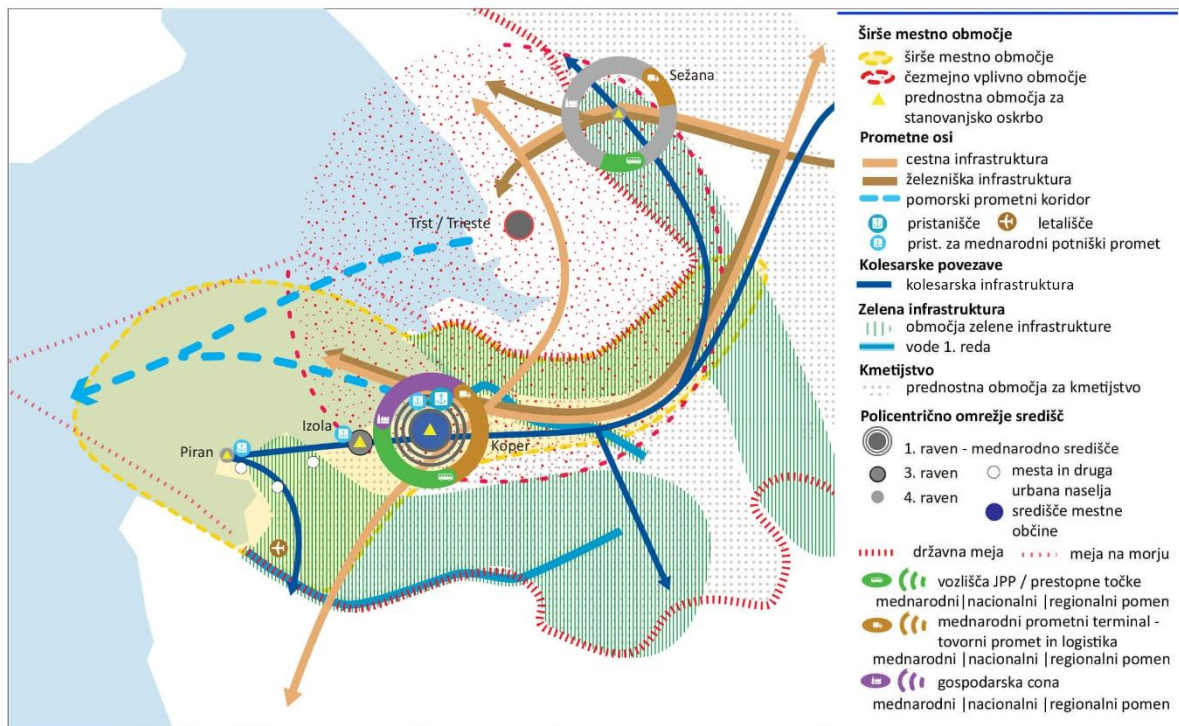 Sežana
Trst / Trieste
Izola
Piran
Koper
Širše mestno območje
širše mestno območje
čezmejno vplivno območje
prednostna območja za
stanovanjsko oskrbo
Prometne osi
cestna infrastruktura
železniška infrastruktura
pomorski prometni koridor
pristanišče
letališče
prist. za mednarodni potniški promet
Kolesarske povezave
kolesarska infrastruktura
Zelena infrastruktura
območja zelene infrastrukture
vode 1. reda
Kmetijstvo
prednostna območja za kmetijstvo
Policentrično omrežje središč
1. raven - mednarodno središče
3. raven
4. raven
mesta in druga
urbana naselja
središče mestne
občine
državna meja
meja na morju
vozlišča JPP / prestopne točke
mednarodni|nacionalni |regionalni pomen
mednarodni prometni terminal -
tovorni promet in logistika
mednarodni |nacionalni |regionalni pomen
gospodarska cona
mednarodni |nacionalni |regionalni pomen